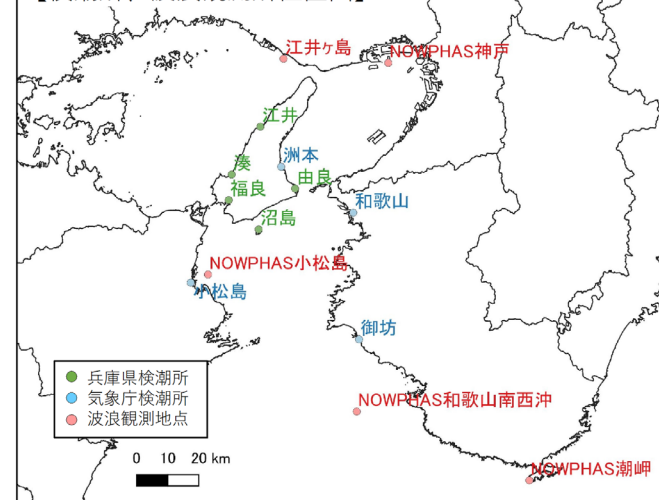 江井ヶ島
NOWPHAS神戸
江井
洲本
湊
福良
由良
和歌山
沼島
NOWPHAS小松島
小松島
御坊
兵庫県検潮所
気象庁検潮所
波浪観測地点
NOWPHAS和歌山南西沖
0 10 20 km
NOWPHAS潮岬